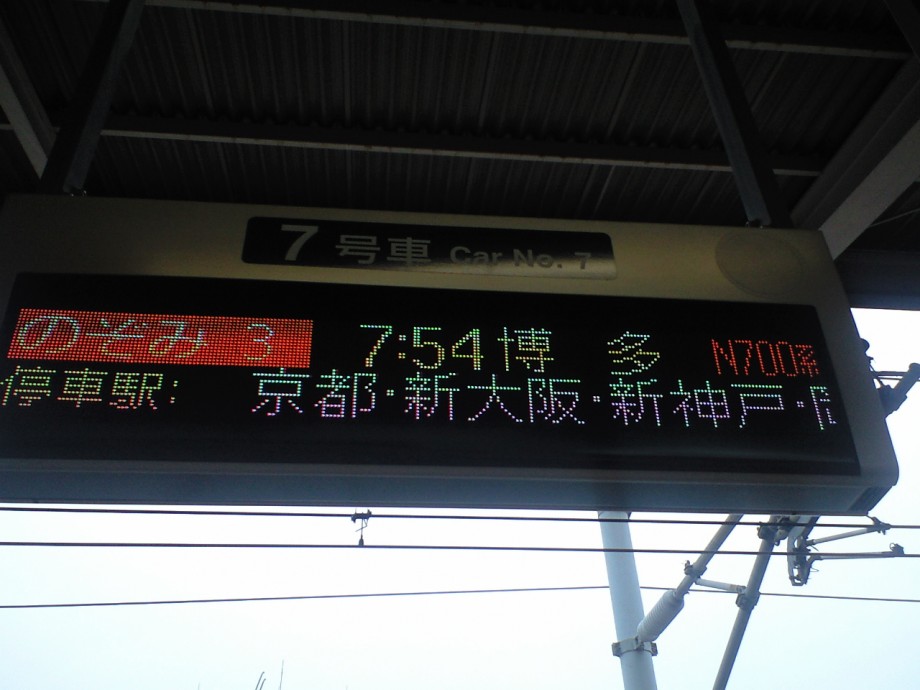 7 号車 Car No. 7
のぞみ 3 7:54 博 多 N700系
停車駅: 京都・新大阪・新神戸・